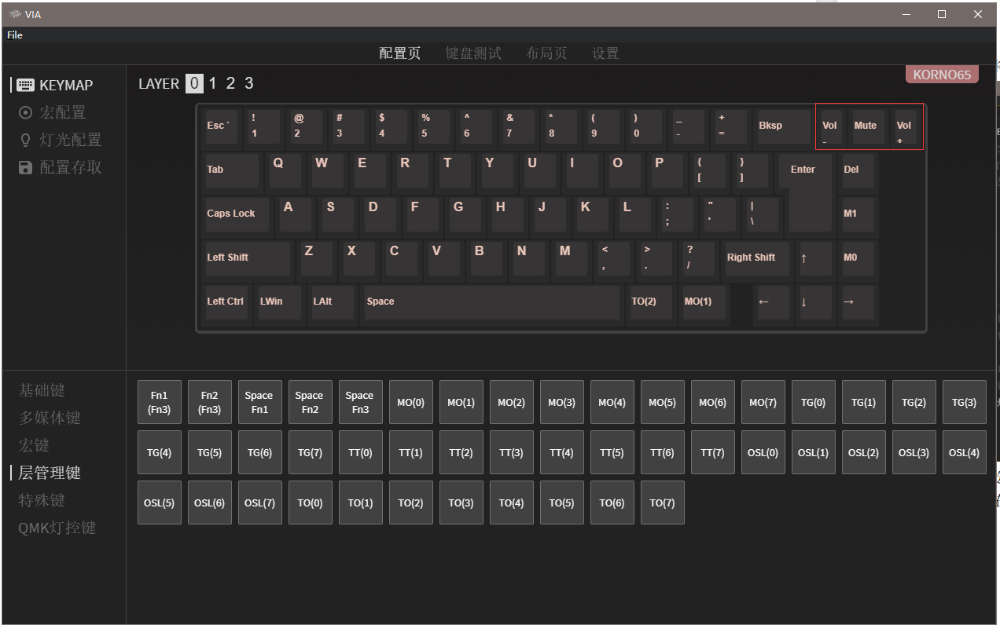 VIA
File
配置页 键盘测试 布局页 设置
KEYMAP
宏配置
灯光配置
配置存取
LAYER 0 1 2 3
KORNO65
Esc ` ! 1 @ 2 # 3 $ 4 % 5 ^ 6 & 7 * 8 ( 9 ) 0 _ - + = Bksp Vol - Mute Vol +
Tab Q W E R T Y U I O P { [ } ] Enter Del
Caps Lock A S D F G H J K L : ; " ' | \ M1
Left Shift Z X C V B N M < , > . ? / Right Shift ↑ M0
Left Ctrl LWin LAlt Space TO(2) MO(1) ← ↓ →
基础键
多媒体键
宏键
层管理键
特殊键
QMK灯控键
Fn1 (Fn3) Fn2 (Fn3) Space Fn1 Space Fn2 Space Fn3 MO(0) MO(1) MO(2) MO(3) MO(4) MO(5) MO(6) MO(7) TG(0) TG(1) TG(2) TG(3)
TG(4) TG(5) TG(6) TG(7) TT(0) TT(1) TT(2) TT(3) TT(4) TT(5) TT(6) TT(7) OSL(0) OSL(1) OSL(2) OSL(3) OSL(4)
OSL(5) OSL(6) OSL(7) TO(0) TO(1) TO(2) TO(3) TO(4) TO(5) TO(6) TO(7)